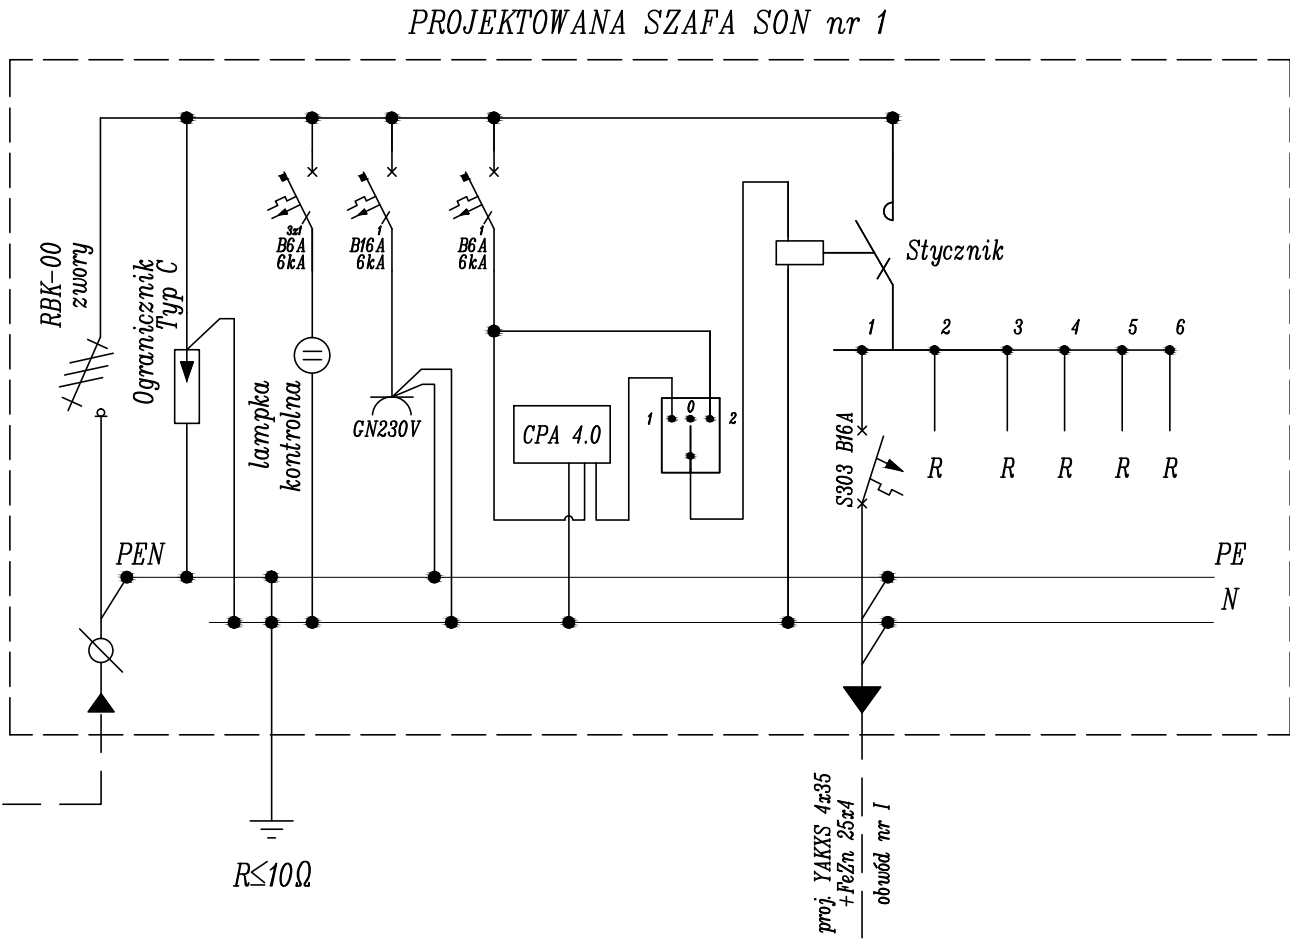 PROJEKTOWANA SZAFA SON nr 1
RBK-00
zwory
Ogranicznik
Typ C
3x1
B6A
6kA
1
B16A
6kA
1
B6A
6kA
lampka
kontrolna
GN230V
CPA 4.0
1
0
2
Stycznik
1
2
3
4
5
6
S303 B16A
R
R
R
R
R
PEN
PE
N
R≤10Ω
proj. YAKXS 4x35
+FeZn 25x4
obwód nr I